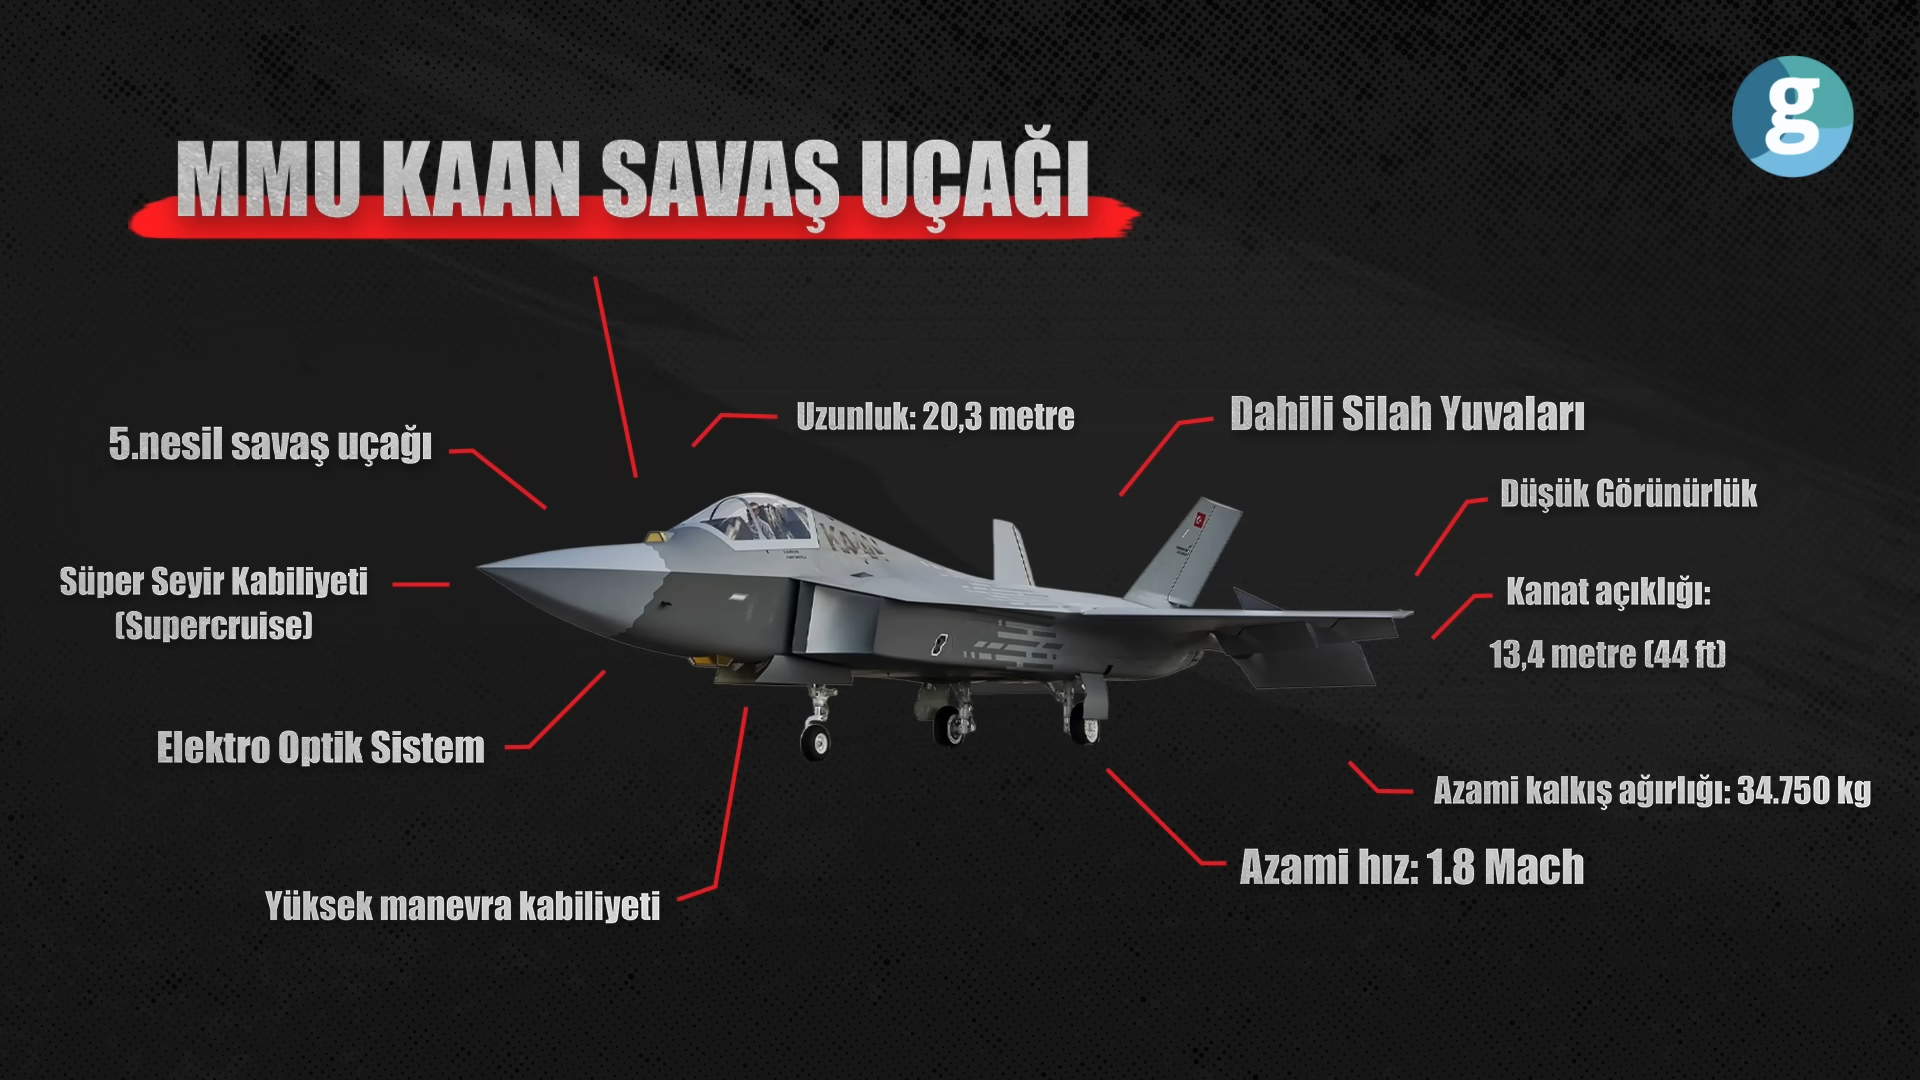 g
MMU KAAN SAVAŞ UÇAĞI
5.nesil savaş uçağı
Uzunluk: 20,3 metre
Dahili Silah Yuvaları
Düşük Görünürlük
Süper Seyir Kabiliyeti
(Supercruise)
Kanat açıklığı:
13,4 metre (44 ft)
Elektro Optik Sistem
Azami kalkış ağırlığı: 34.750 kg
Azami hız: 1.8 Mach
Yüksek manevra kabiliyeti
KAAN